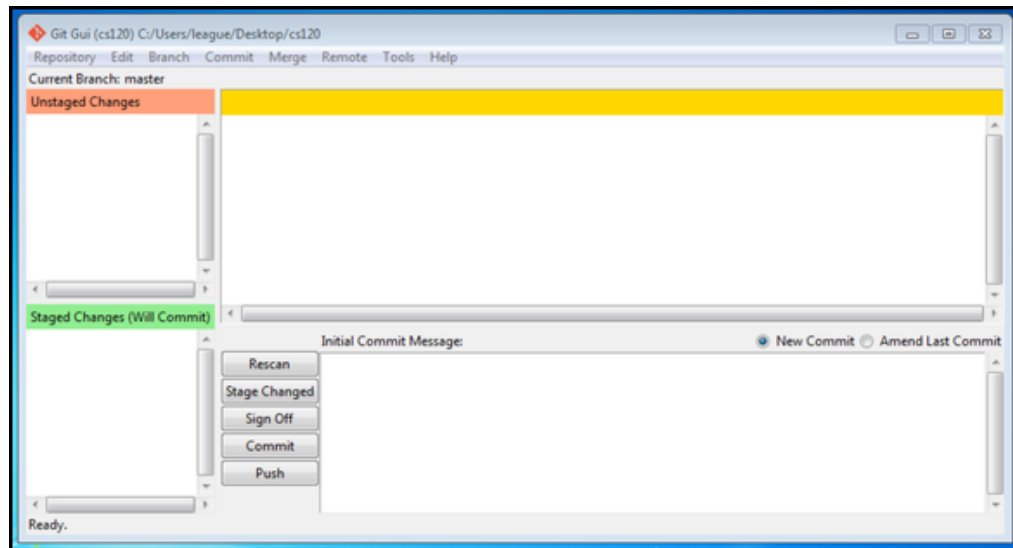 Git Gui (cs120) C:/Users/league/Desktop/cs120
Repository Edit Branch Commit Merge Remote Tools Help
Current Branch: master
Unstaged Changes
Staged Changes (Will Commit)
Initial Commit Message:
New Commit Amend Last Commit
Rescan
Stage Changed
Sign Off
Commit
Push
Ready.